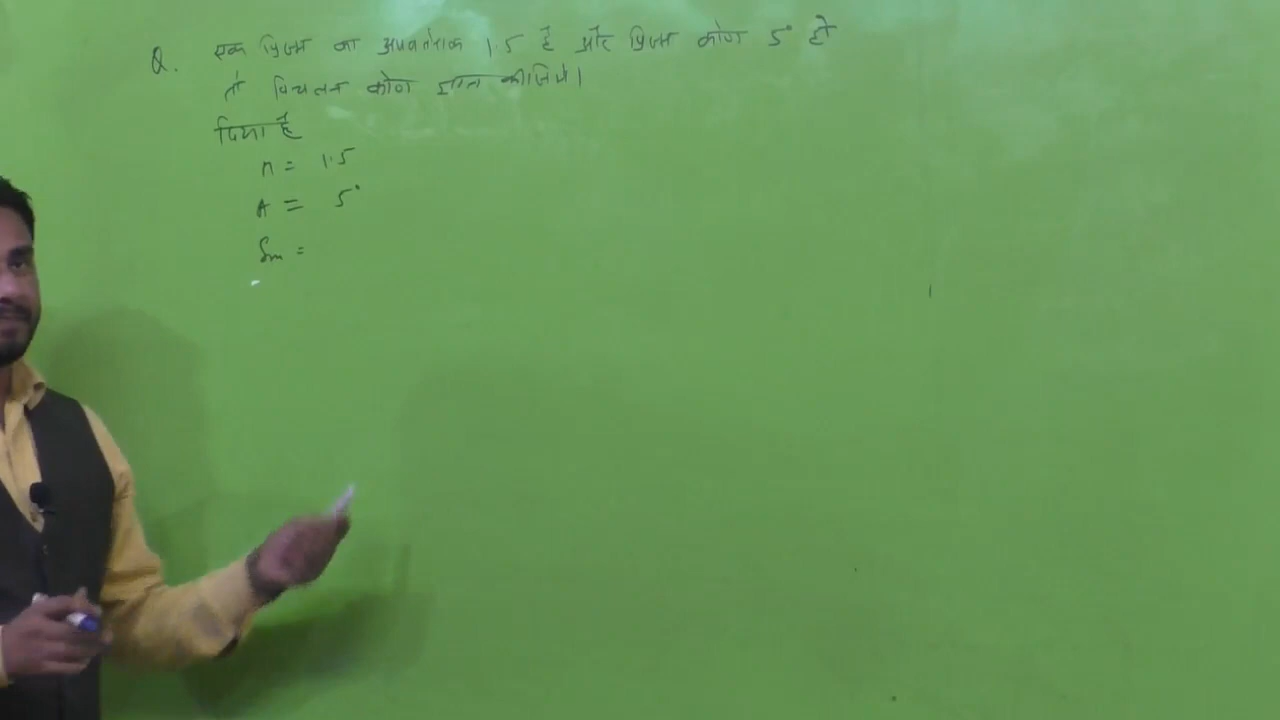 Q. एक प्रिज्म का अपवर्तनांक 1.5 है और प्रिज्म कोण 5° हो
तो विचलन कोण ज्ञात कीजिये।
दिया है
n = 1.5
A = 5°
δm =